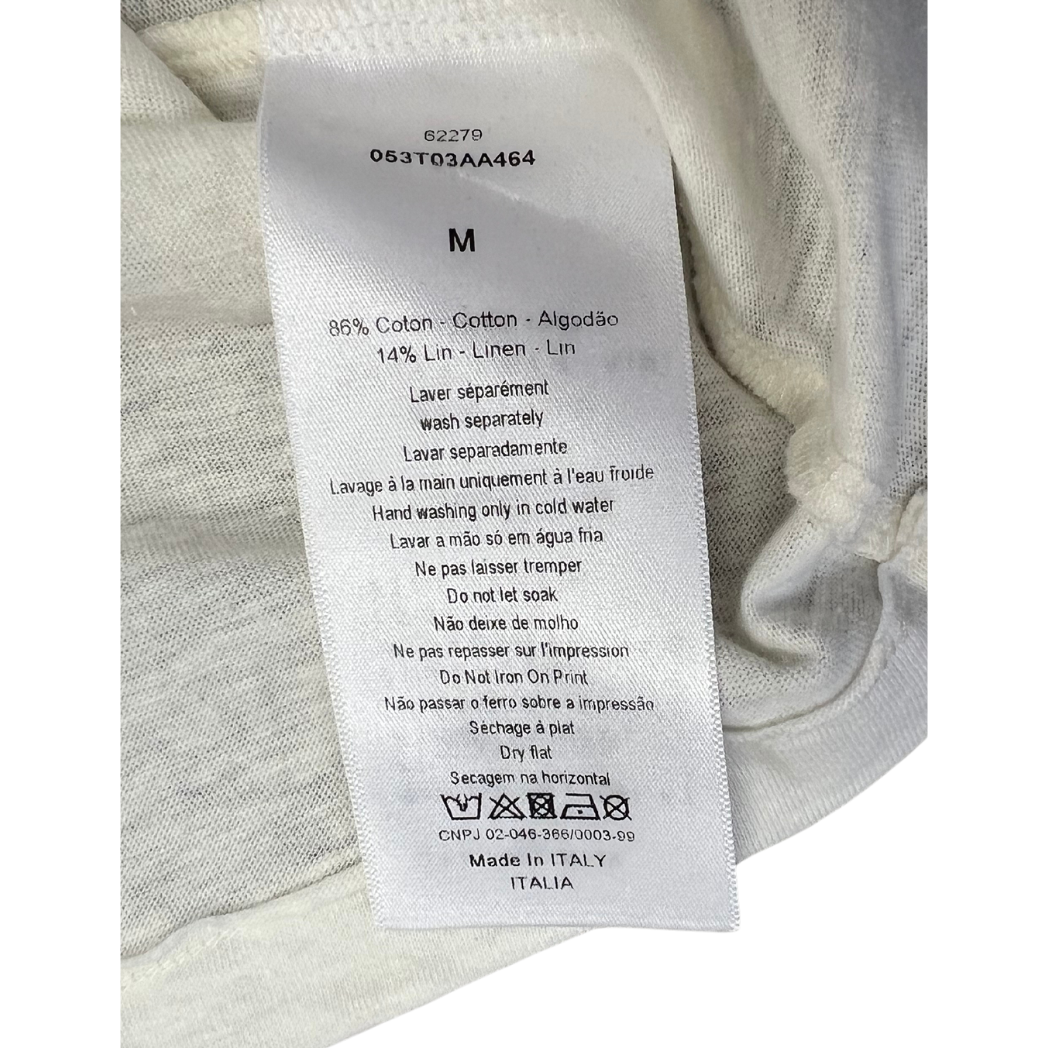 62279
053T03AA464
M
86% Coton - Cotton - Algodão
14% Lin - Linen - Lin
Laver séparément
wash separately
Lavar separadamente
Lavage à la main uniquement à l'eau froide
Hand washing only in cold water
Lavar a mão só em água fria
Ne pas laisser tremper
Do not let soak
Não deixe de molho
Ne pas repasser sur l'impression
Do Not Iron On Print
Não passar o ferro sobre a impressão
Séchage à plat
Dry flat
Secagem na horizontal
CNPJ 02-046-366/0003-99
Made In ITALY
ITALIA